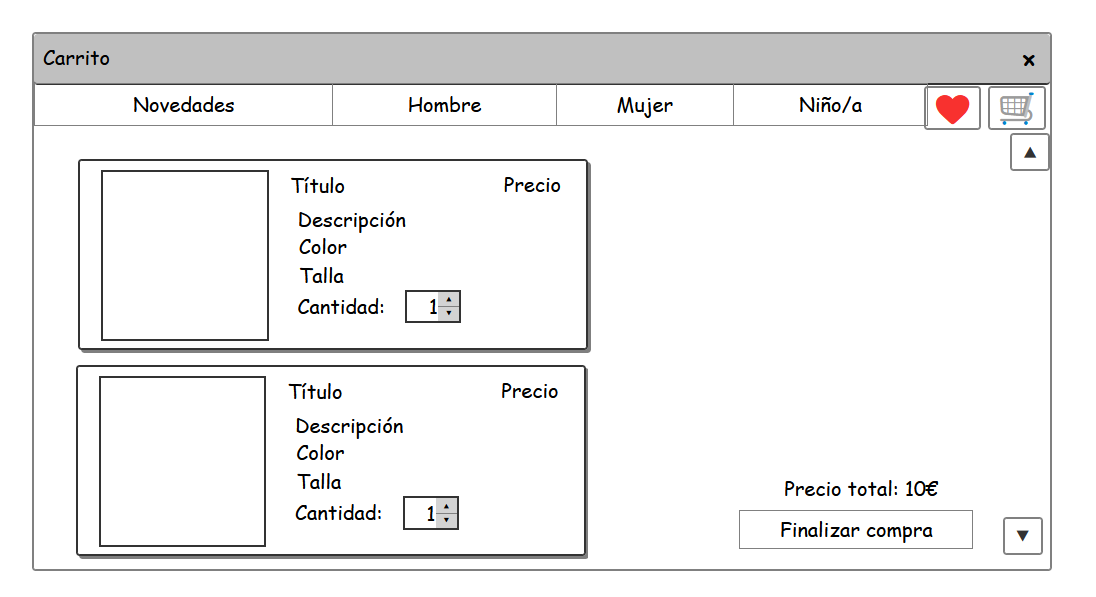 Carrito
Novedades Hombre Mujer Niño/a
Título Precio
Descripción
Color
Talla
Cantidad: 1
Título Precio
Descripción
Color
Talla
Cantidad: 1
Precio total: 10€
Finalizar compra